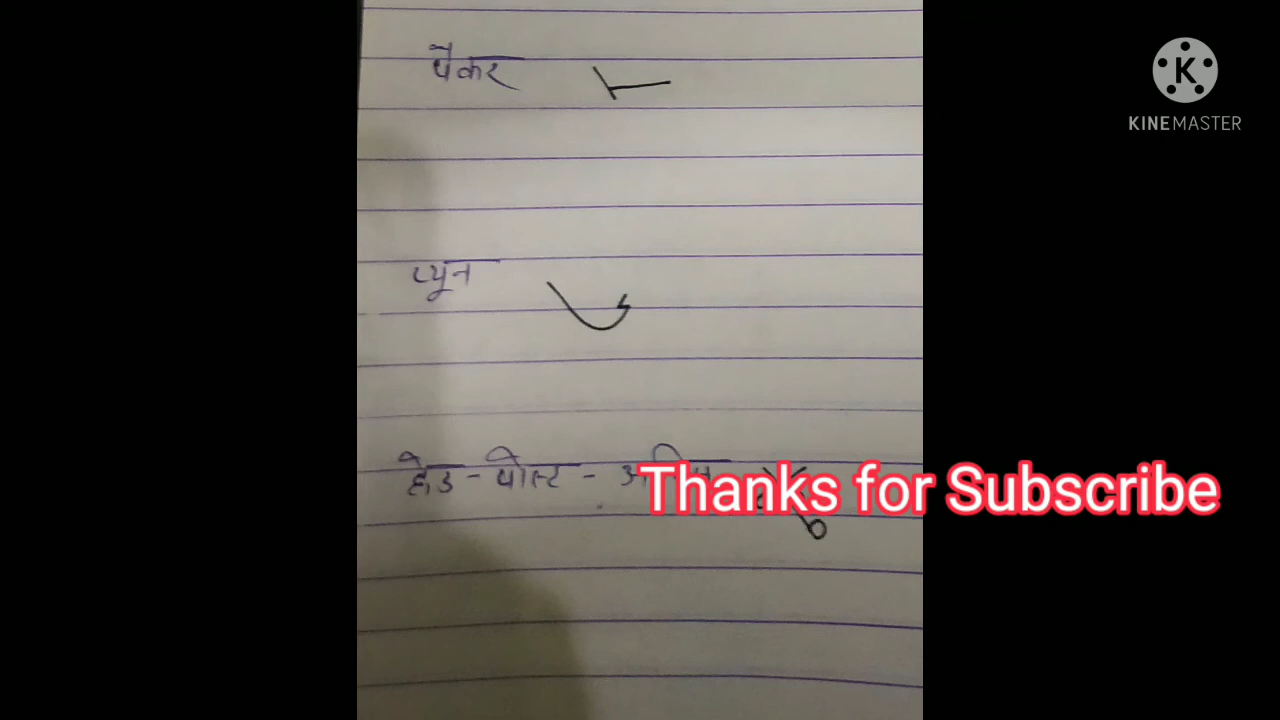 पैकर
KINEMASTER
प्यून
हेड - पोस्ट -
Thanks for Subscribe